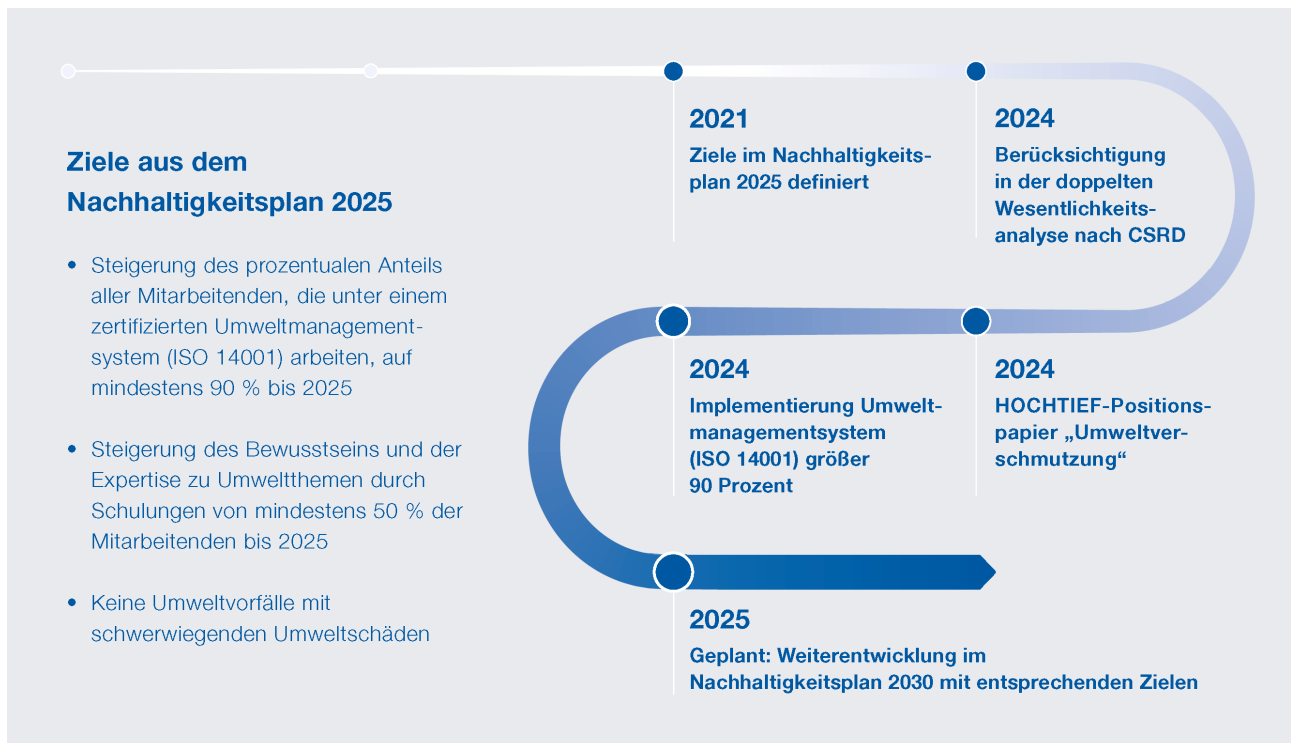 Ziele aus dem
Nachhaltigkeitsplan 2025
• Steigerung des prozentualen Anteils
aller Mitarbeitenden, die unter einem
zertifizierten Umweltmanagement-
system (ISO 14001) arbeiten, auf
mindestens 90 % bis 2025
• Steigerung des Bewusstseins und der
Expertise zu Umweltthemen durch
Schulungen von mindestens 50 % der
Mitarbeitenden bis 2025
• Keine Umweltvorfälle mit
schwerwiegenden Umweltschäden
2021
Ziele im Nachhaltigkeits-
plan 2025 definiert
2024
Berücksichtigung
in der doppelten
Wesentlichkeits-
analyse nach CSRD
2024
HOCHTIEF-Positions-
papier „Umweltver-
schmutzung“
2024
Implementierung Umwelt-
managementsystem
(ISO 14001) größer
90 Prozent
2025
Geplant: Weiterentwicklung im
Nachhaltigkeitsplan 2030 mit entsprechenden Zielen